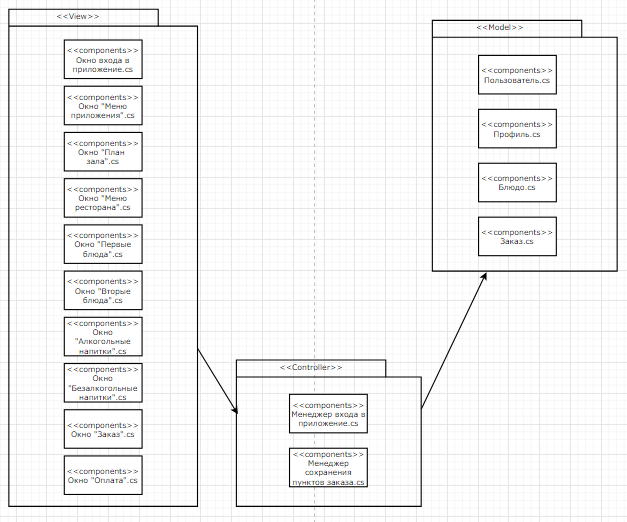 <<View>>
<<components>>
Окно входа в
приложение.cs
<<components>>
Окно "Меню
приложения".cs
<<components>>
Окно "План
зала".cs
<<components>>
Окно "Меню
ресторана".cs
<<components>>
Окно "Первые
блюда".cs
<<components>>
Окно "Вторые
блюда".cs
<<components>>
Окно
"Алкогольные
напитки".cs
<<components>>
Окно
"Безалкогольные
напитки".cs
<<components>>
Окно "Заказ".cs
<<components>>
Окно "Оплата".cs
<<Controller>>
<<components>>
Менеджер входа в
приложение.cs
<<components>>
Менеджер
сохранения
пунктов заказа.cs
<<Model>>
<<components>>
Пользователь.cs
<<components>>
Профиль.cs
<<components>>
Блюдо.cs
<<components>>
Заказ.cs